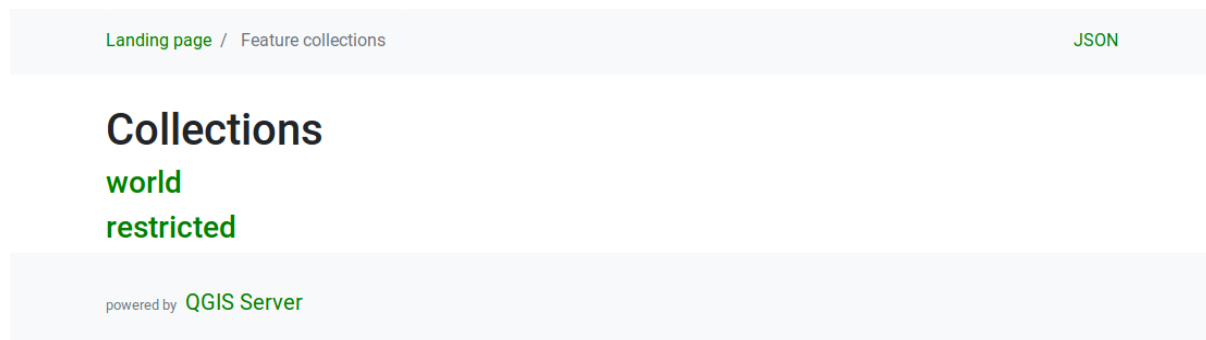 Landing page / Feature collections JSON
Collections
world
restricted
powered by QGIS Server